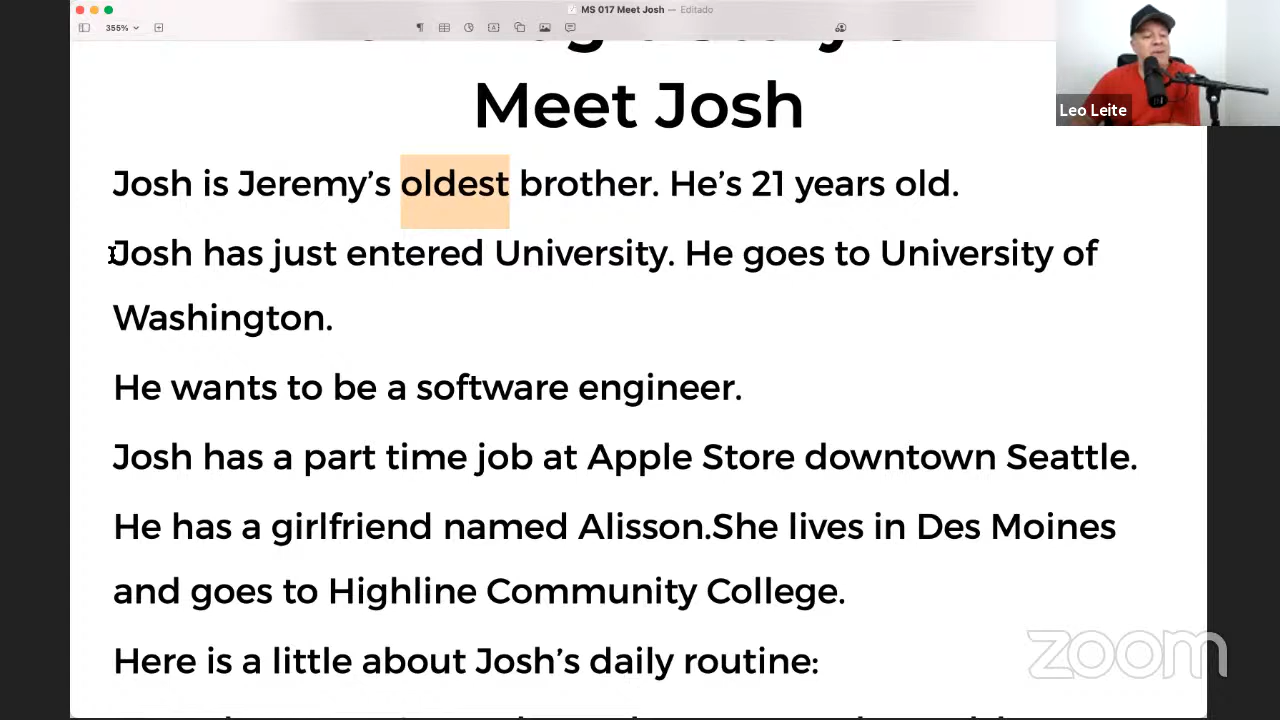 MS 017 Meet Josh — Editado
355%
Meet Josh
Leo Leite
Josh is Jeremy’s oldest brother. He’s 21 years old.
Josh has just entered University. He goes to University of
Washington.
He wants to be a software engineer.
Josh has a part time job at Apple Store downtown Seattle.
He has a girlfriend named Alisson.She lives in Des Moines
and goes to Highline Community College.
Here is a little about Josh’s daily routine:
zoom